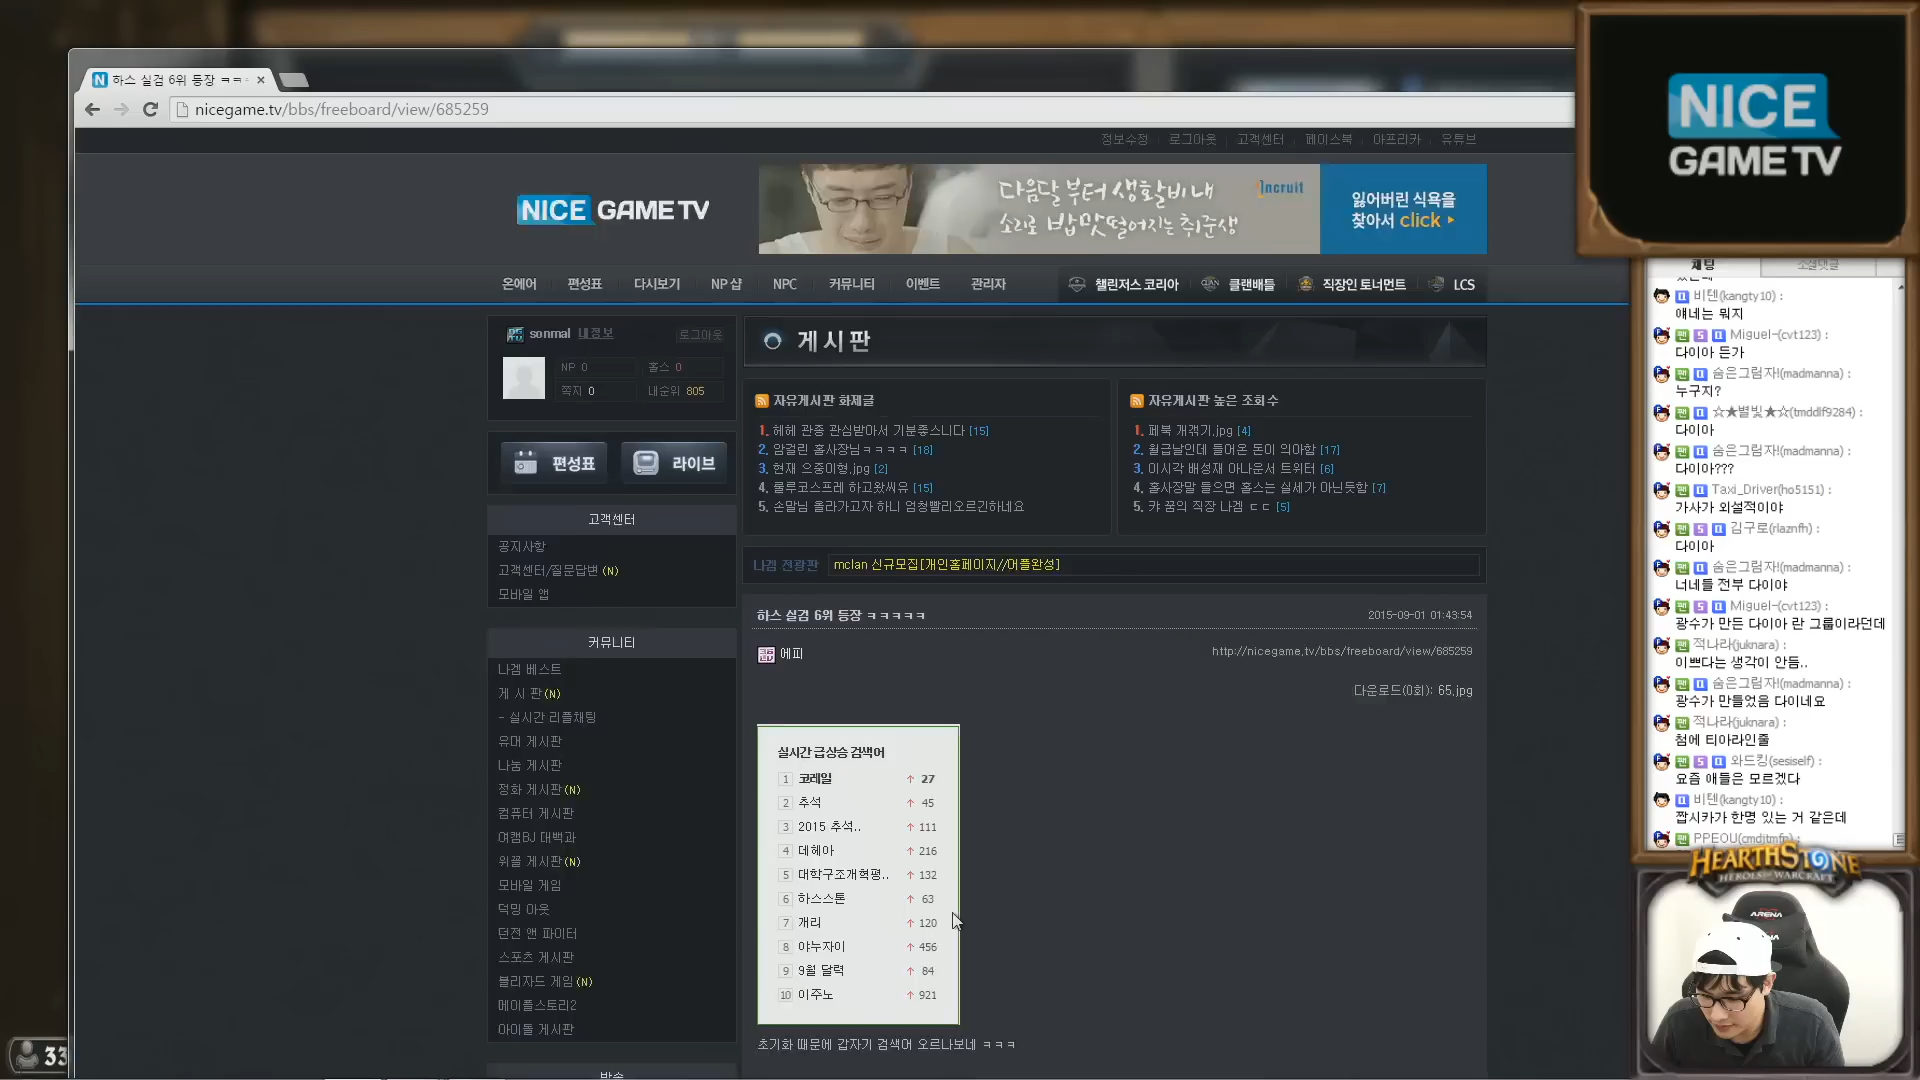 하스 실검 6위 등장 ㅋㅋ
nicegame.tv/bbs/freeboard/view/685259
정보수정 로그아웃 고객센터 페이스북 아프리카 유튜브
NICE GAME TV
다음달 부터 생활비 내
소리로 밥맛 떨어지는 취준생
incruit
잃어버린 식욕을
찾아서 click
온에어 편성표 다시보기 NP 샵 NPC 커뮤니티 이벤트 관리자
챌린저스 코리아 클랜배틀 직장인 토너먼트 LCS
sonmal 내정보 로그아웃
NP 0 홀스 0
쪽지 0 내순위 805
편성표 라이브
고객센터
공지사항
고객센터/질문답변 (N)
모바일 앱
커뮤니티
나겜 베스트
게 시 판(N)
- 실시간 리플채팅
유머 게시판
나눔 게시판
정화 게시판(N)
컴퓨터 게시판
여캠BJ 대백과
위꼴 게시판(N)
모바일 게임
덕밍 아웃
던전 앤 파이터
스포츠 게시판
블리자드 게임(N)
메이플스토리2
아이돌 게시판
방송
게시판
자유게시판 화제글
1. 헤헤 관종 관심받아서 기분좋스니다 [15]
2. 암걸린 홀사장님ㅋㅋㅋㅋ [18]
3. 현재 으중이형.jpg [2]
4. 룰루코스프레 하고왔씨유 [15]
5. 손말님 올라가고자 하니 엄청빨리오르긴하네요
자유게시판 높은 조회수
1. 페북 개겪기.jpg [4]
2. 월급날인데 들어온 돈이 익아함 [17]
3. 이시각 배성재 아나운서 트위터 [6]
4. 홀사장말 들으면 홀스는 실세가 아닌듯함 [7]
5. 캬 꿈의 직장 나겜 ㄷㄷ [5]
나겜 전광판 mclan 신규모집[개인홈페이지//어플완성]
하스 실검 6위 등장 ㅋㅋㅋㅋㅋ 2015-09-01 01:43:54
에피 http://nicegame.tv/bbs/freeboard/view/685259
다운로드(0회): 65.jpg
실시간 급상승 검색어
1 코레일 ↑ 27
2 추석 ↑ 45
3 2015 추석.. ↑ 111
4 데헤아 ↑ 216
5 대학구조개혁평.. ↑ 132
6 하스스톤 ↑ 63
7 개리 ↑ 120
8 야누자이 ↑ 456
9 9월 달력 ↑ 84
10 이주노 ↑ 921
초기화 때문에 갑자기 검색어 오르나보네 ㅋㅋㅋ
NICE
GAME TV
채팅 소셜댓글
비텐(kangty10) :
얘네는 뭐지
Miguel-(cvt123) :
다이아 든가
숨은그림자!(madmanna) :
누구지?
☆★별빛★☆(tmddlf9284) :
다이아
숨은그림자!(madmanna) :
다이아???
Taxi_Driver(ho5151) :
가사가 외설적이야
김구로(rlaznfh) :
다이아
숨은그림자!(madmanna) :
너네들 전부 다이야
Miguel-(cvt123) :
광수가 만든 다이아 란 그룹이라던데
적나라(juknara) :
이쁘다는 생각이 안듬..
숨은그림자!(madmanna) :
광수가 만들었음 다이네요
적나라(juknara) :
첨에 티아라인줄
와드킹(sesiself) :
요즘 애들은 모르겠다
비텐(kangty10) :
짭시카가 한명 있는 거 같은데
HEARTHSTONE
HEROES OF WARCRAFT
ARENA
33